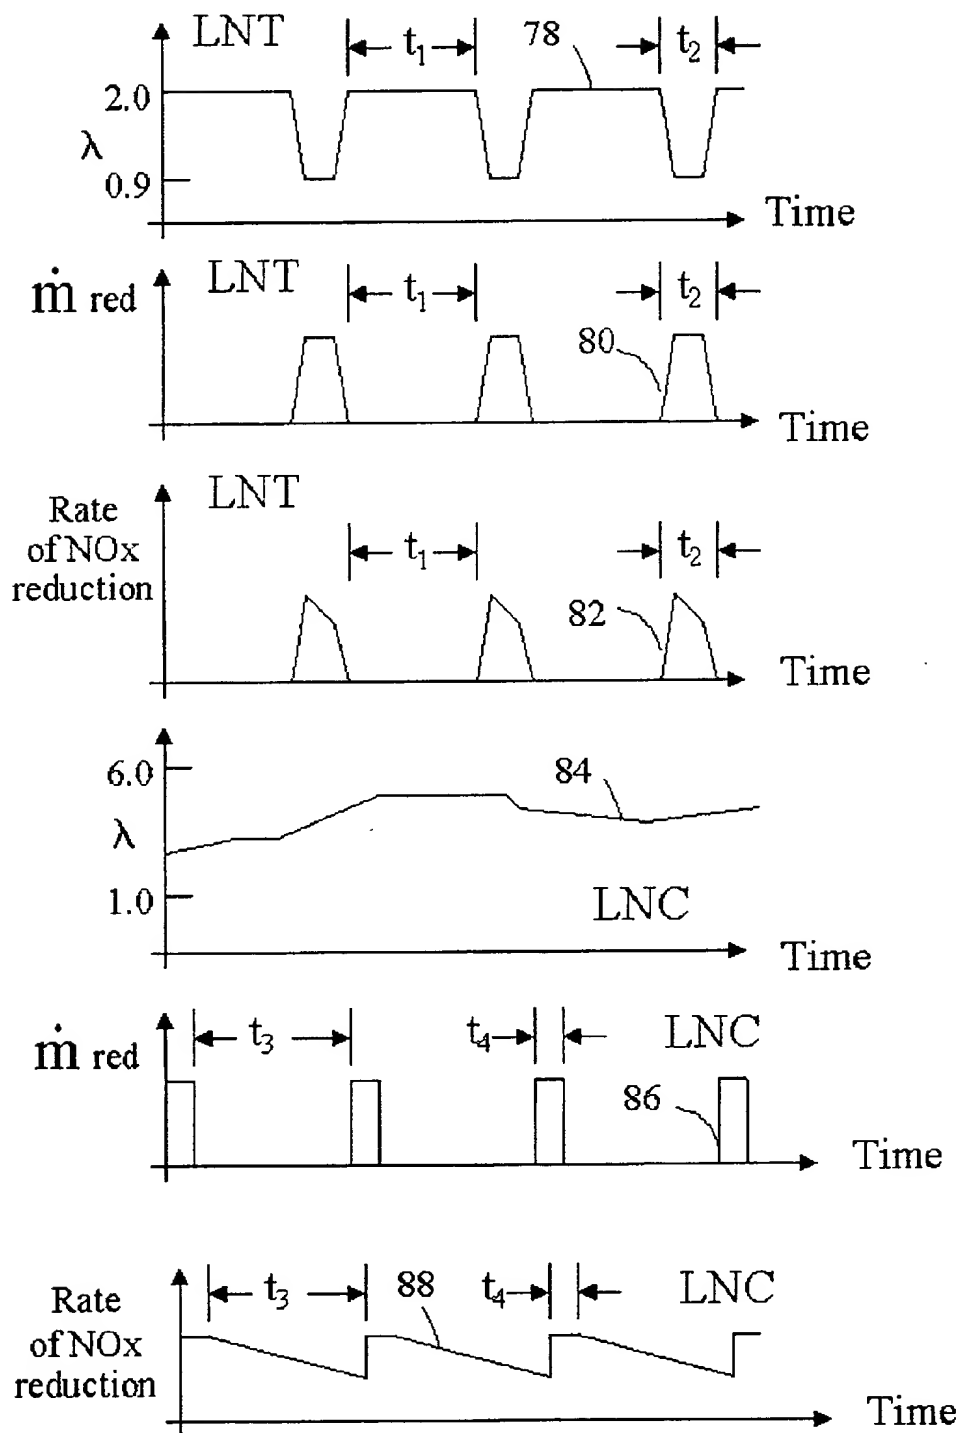 LNT
t1
78
t2
2.0
λ
0.9
Time
ṁ red
LNT
t1
t2
80
Time
Rate
of NOx
reduction
LNT
t1
t2
82
Time
6.0
λ
1.0
84
LNC
Time
ṁ red
t3
t4
LNC
86
Time
Rate
of NOx
reduction
t3
88
t4
LNC
Time